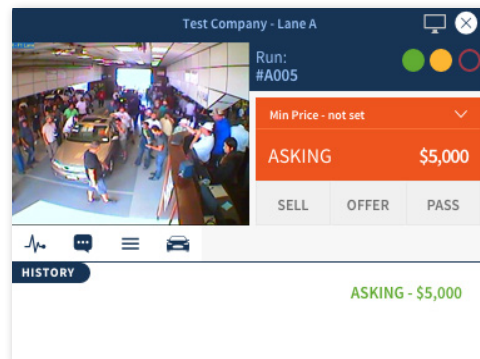 Test Company - Lane A
Run:
#A005
Min Price - not set
ASKING $5,000
SELL OFFER PASS
HISTORY
ASKING - $5,000